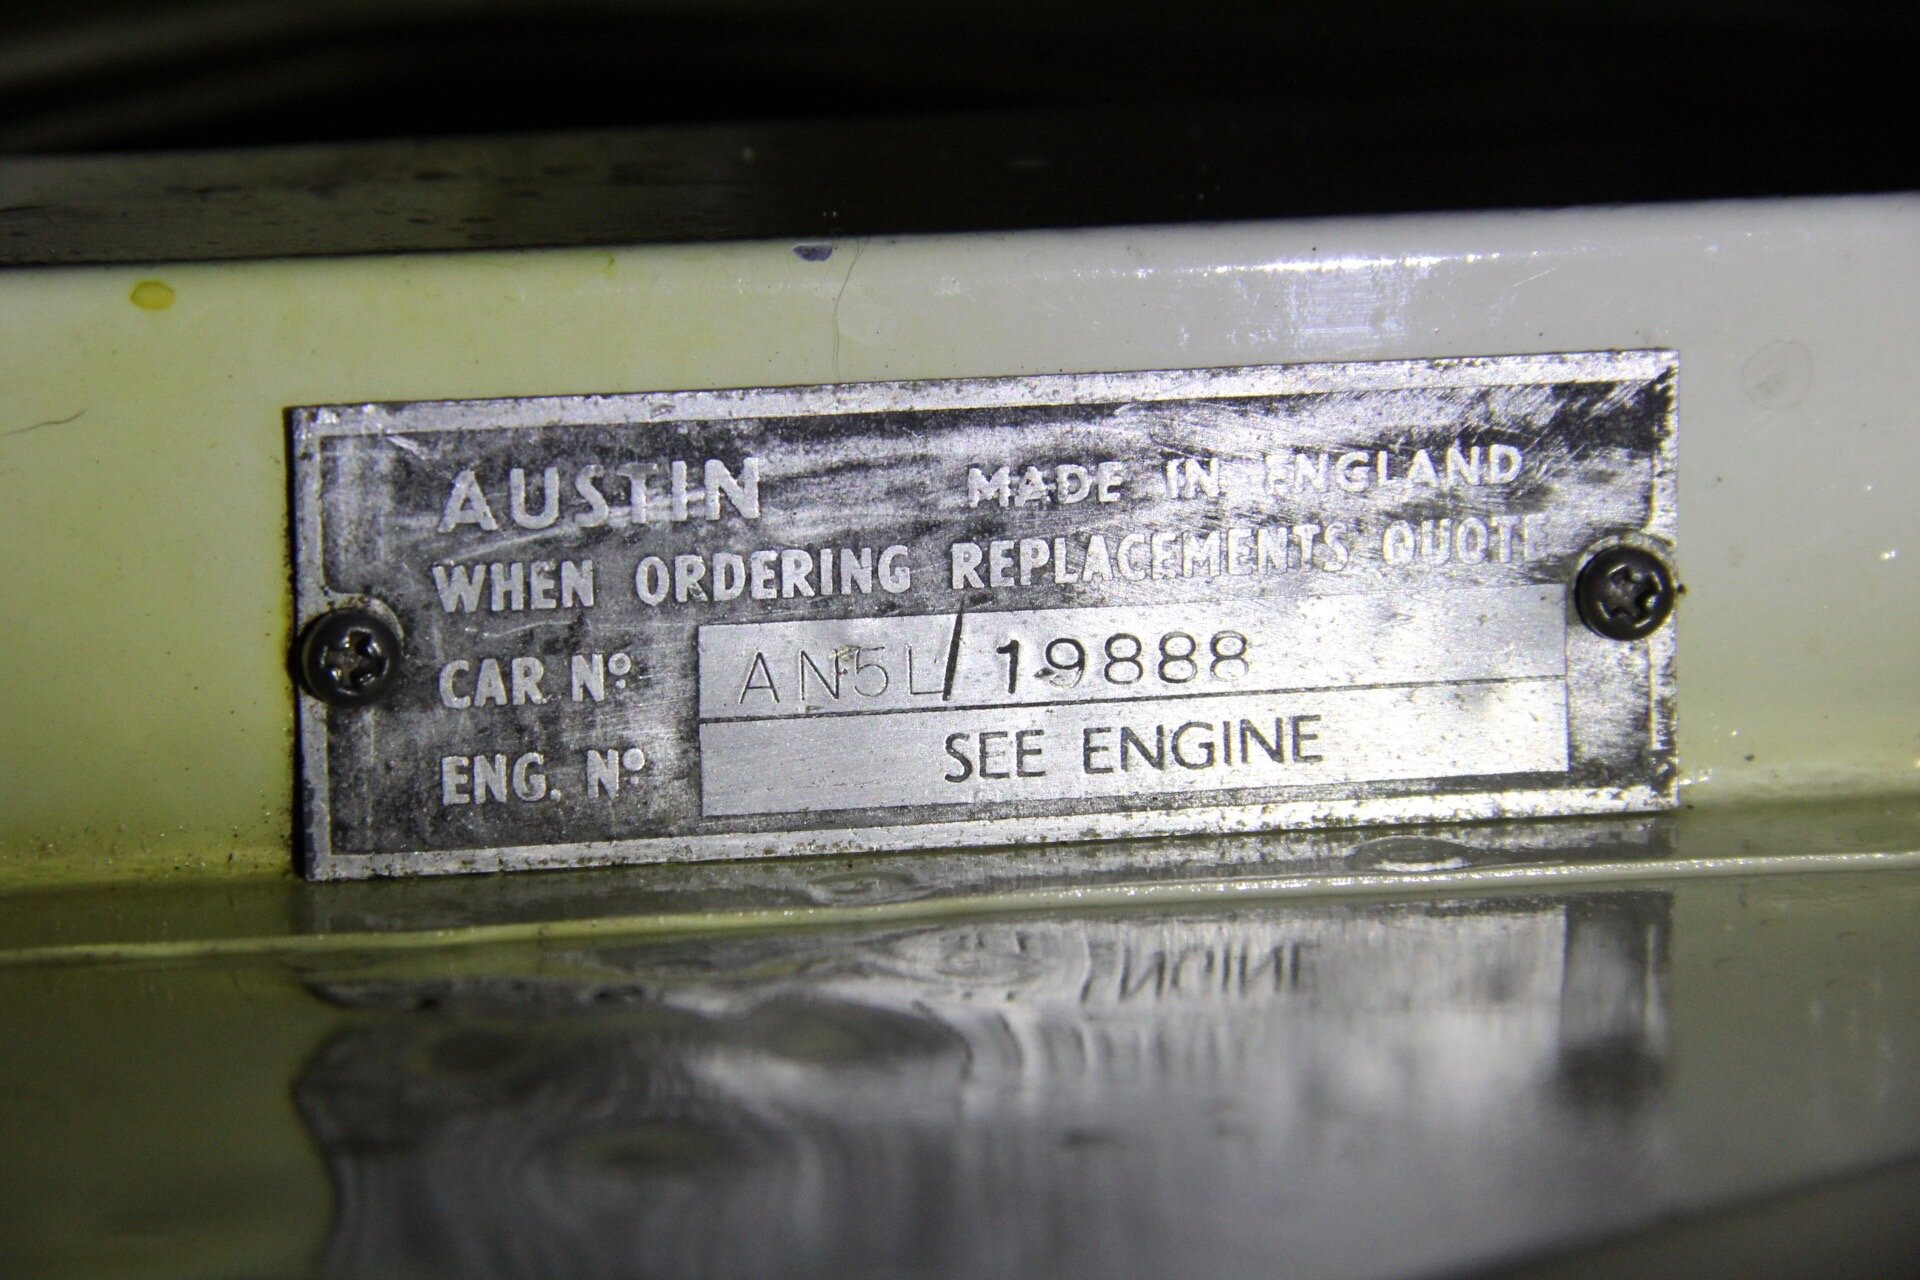 AUSTIN MADE IN ENGLAND
WHEN ORDERING REPLACEMENTS QUOTE
CAR Nº AN5L/19888
ENG. Nº SEE ENGINE